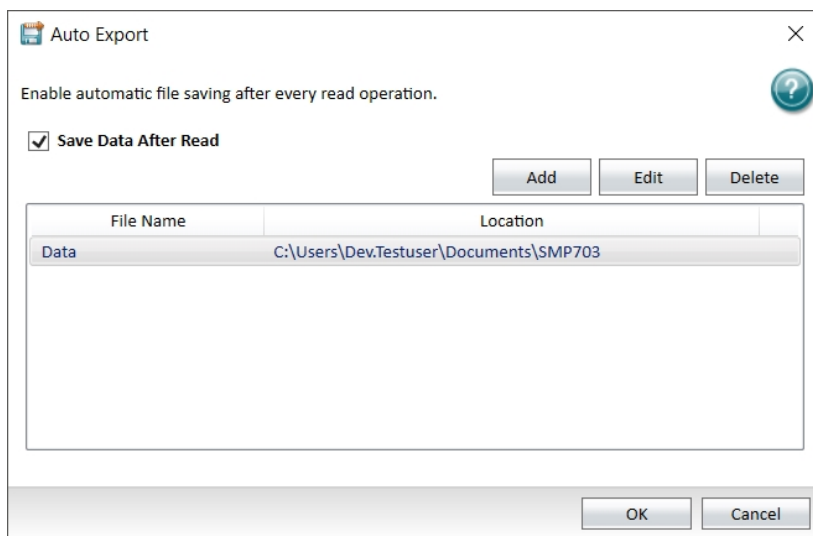 Auto Export
Enable automatic file saving after every read operation.
?
Save Data After Read
Add Edit Delete
File Name Location
Data C:\Users\Dev.Testuser\Documents\SMP703
OK Cancel